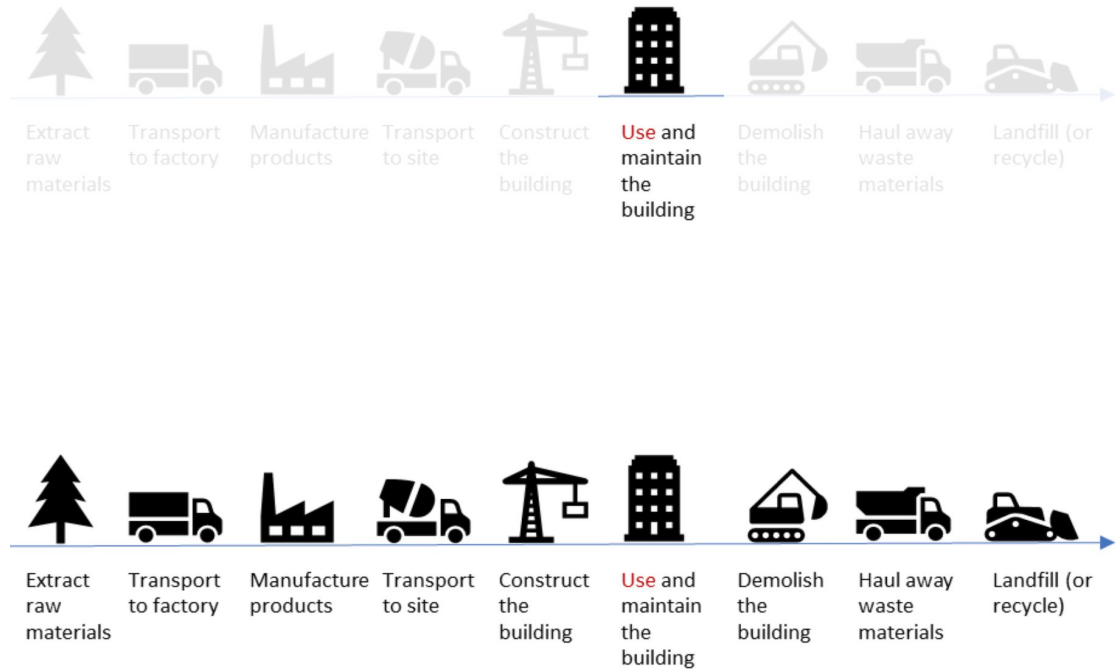 Extract
raw
materials
Transport
to factory
Manufacture
products
Transport
to site
Construct
the
building
Use and
maintain
the
building
Demolish
the
building
Haul away
waste
materials
Landfill (or
recycle)
Extract
raw
materials
Transport
to factory
Manufacture
products
Transport
to site
Construct
the
building
Use and
maintain
the
building
Demolish
the
building
Haul away
waste
materials
Landfill (or
recycle)